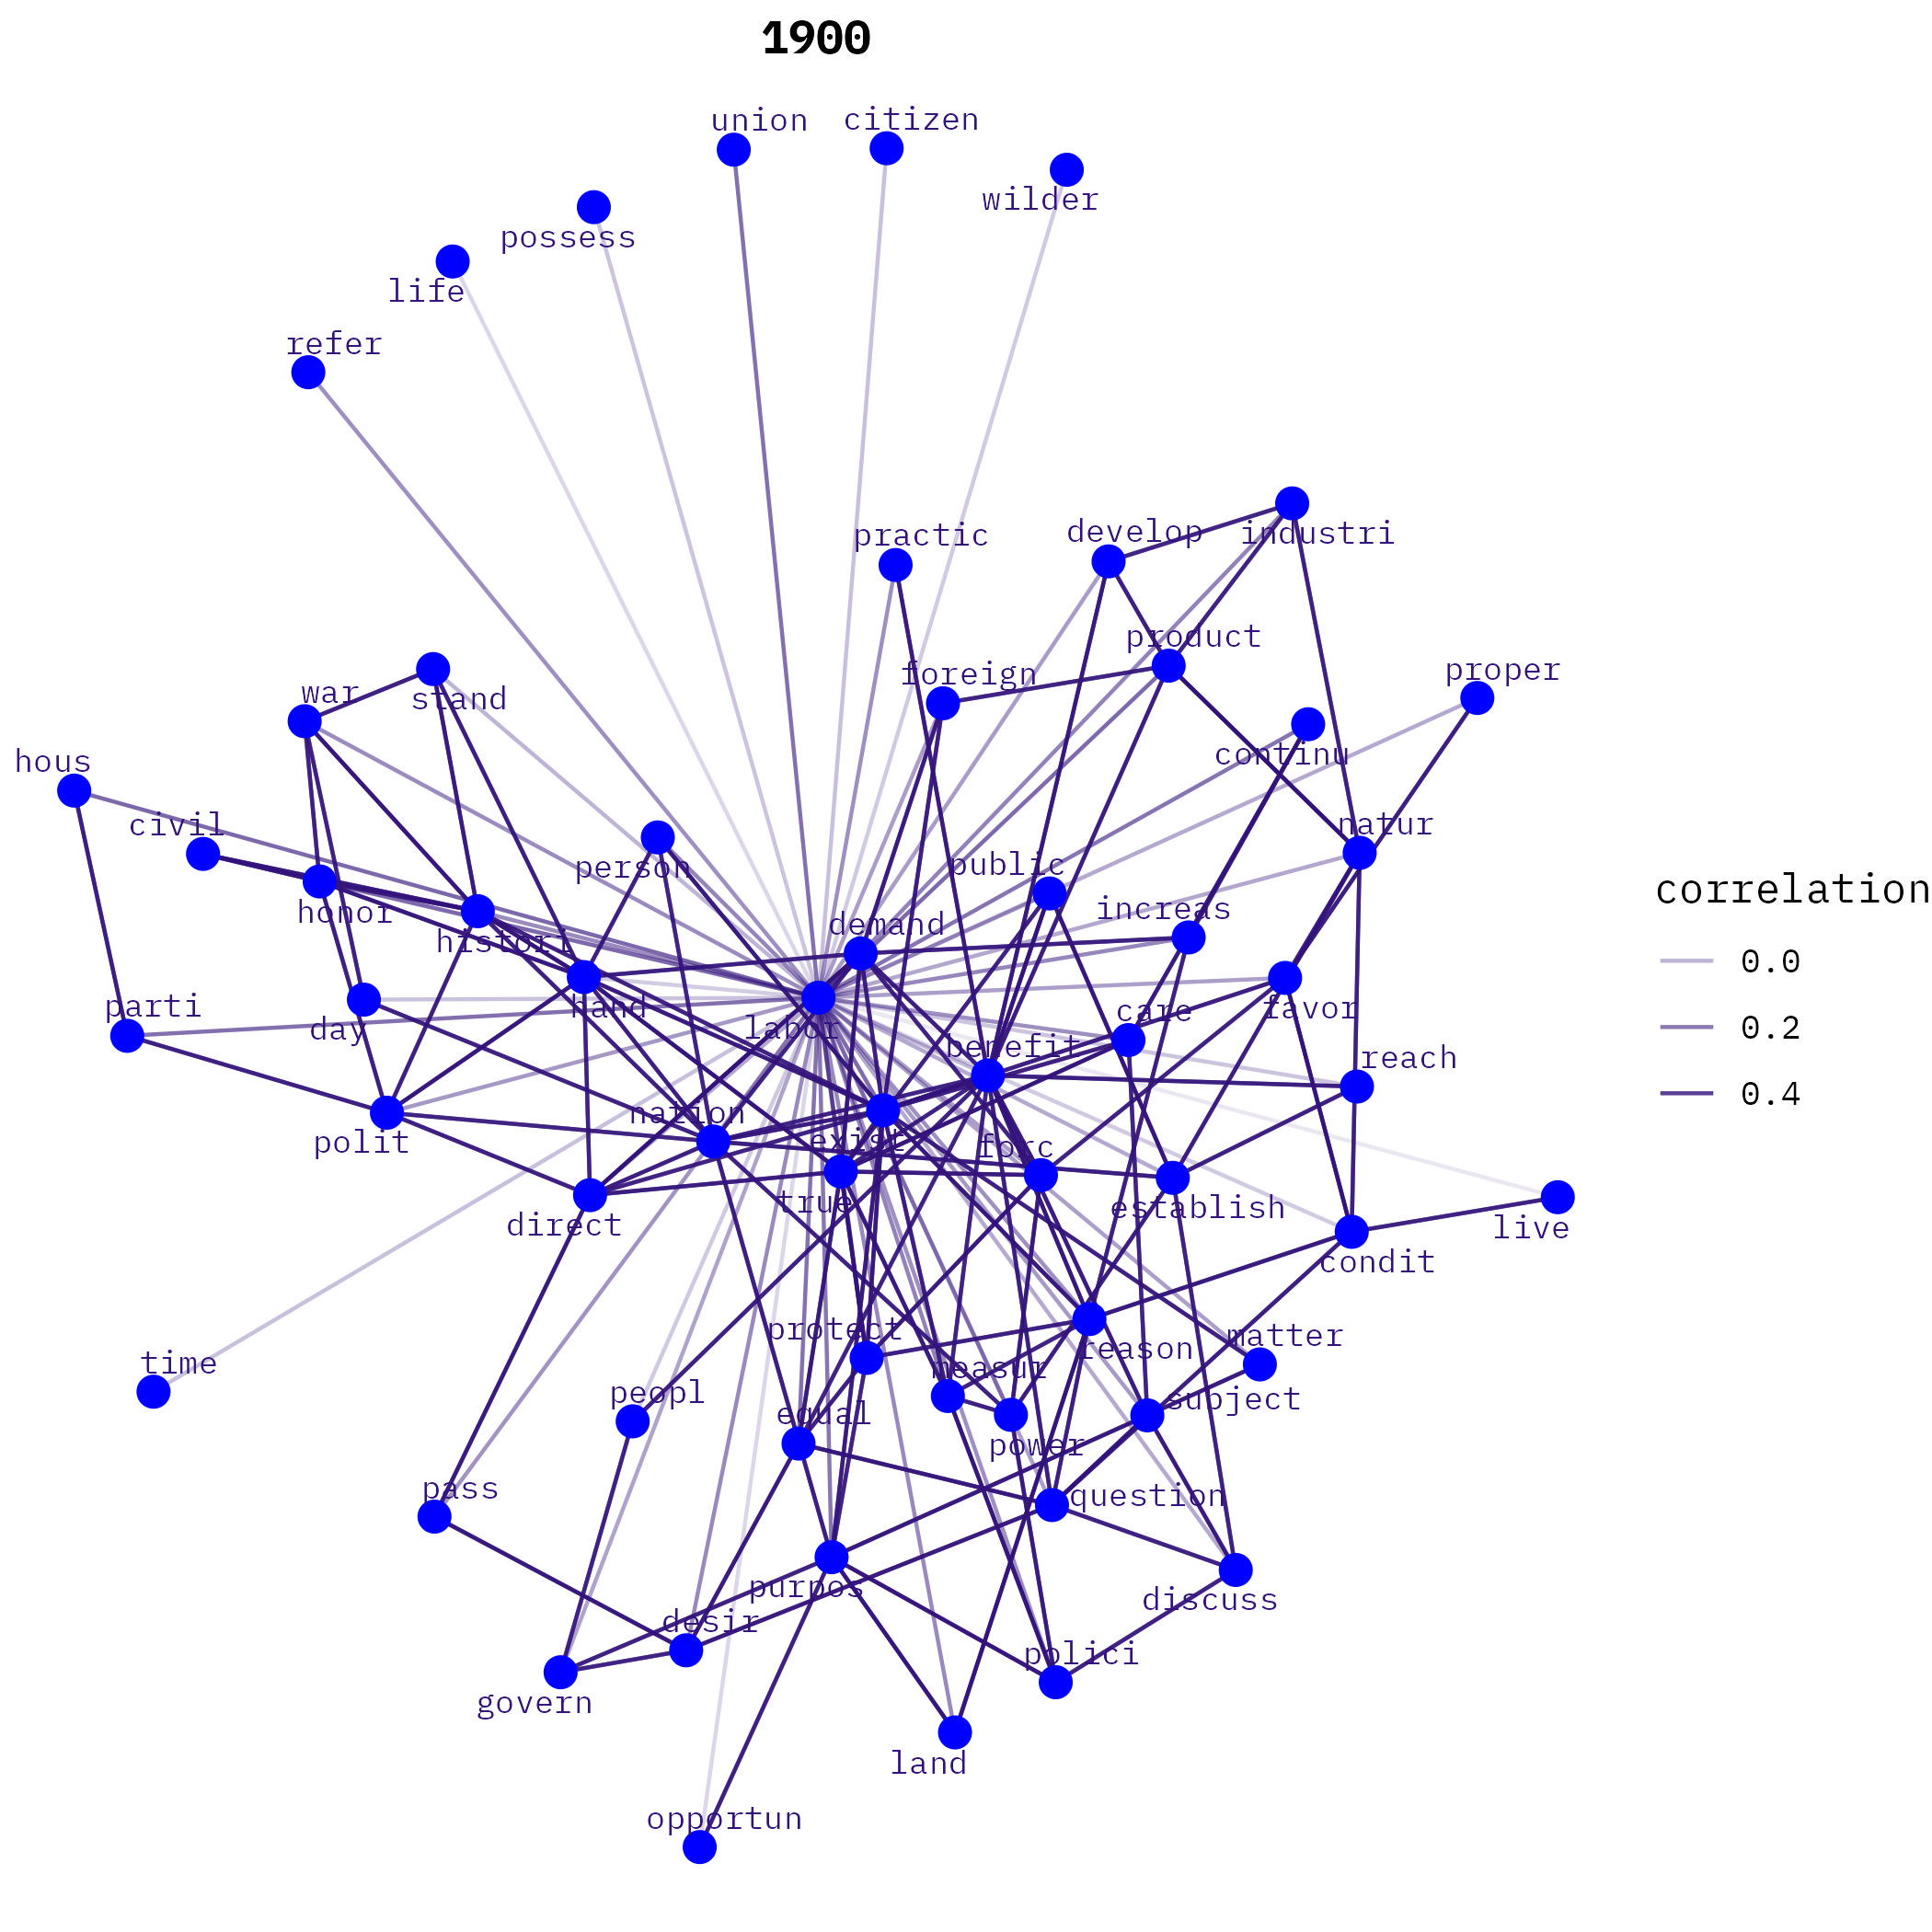 1900
union
citizen
wilder
possess
life
refer
practic
develop
industri
product
foreign
proper
war
stand
continu
hous
civil
natur
person
public
honor
histori
demand
increas
parti
day
hand
labor
care
favor
benefit
reach
polit
nation
exist
forc
true
establish
direct
live
condit
protect
reason
matter
time
measur
peopl
equal
subject
power
pass
question
purpos
discuss
desir
polici
govern
land
opportun
correlation
0.0
0.2
0.4